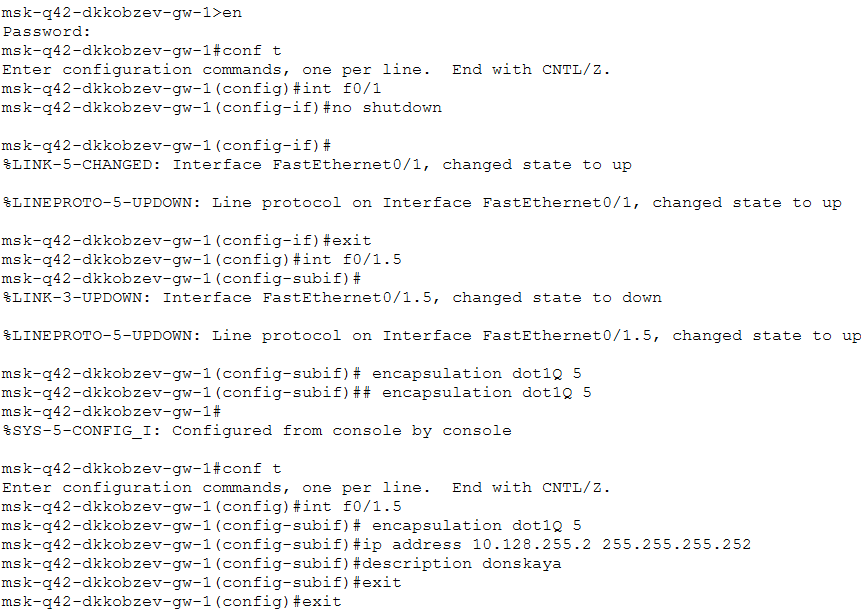 msk-q42-dkkobzev-gw-1>en
Password:
msk-q42-dkkobzev-gw-1#conf t
Enter configuration commands, one per line.  End with CNTL/Z.
msk-q42-dkkobzev-gw-1(config)#int f0/1
msk-q42-dkkobzev-gw-1(config-if)#no shutdown
msk-q42-dkkobzev-gw-1(config-if)#
%LINK-5-CHANGED: Interface FastEthernet0/1, changed state to up
%LINEPROTO-5-UPDOWN: Line protocol on Interface FastEthernet0/1, changed state to up
msk-q42-dkkobzev-gw-1(config-if)#exit
msk-q42-dkkobzev-gw-1(config)#int f0/1.5
msk-q42-dkkobzev-gw-1(config-subif)#
%LINK-3-UPDOWN: Interface FastEthernet0/1.5, changed state to down
%LINEPROTO-5-UPDOWN: Line protocol on Interface FastEthernet0/1.5, changed state to up
msk-q42-dkkobzev-gw-1(config-subif)# encapsulation dot1Q 5
msk-q42-dkkobzev-gw-1(config-subif)## encapsulation dot1Q 5
msk-q42-dkkobzev-gw-1#
%SYS-5-CONFIG_I: Configured from console by console
msk-q42-dkkobzev-gw-1#conf t
Enter configuration commands, one per line.  End with CNTL/Z.
msk-q42-dkkobzev-gw-1(config)#int f0/1.5
msk-q42-dkkobzev-gw-1(config-subif)# encapsulation dot1Q 5
msk-q42-dkkobzev-gw-1(config-subif)#ip address 10.128.255.2 255.255.255.252
msk-q42-dkkobzev-gw-1(config-subif)#description donskaya
msk-q42-dkkobzev-gw-1(config-subif)#exit
msk-q42-dkkobzev-gw-1(config)#exit